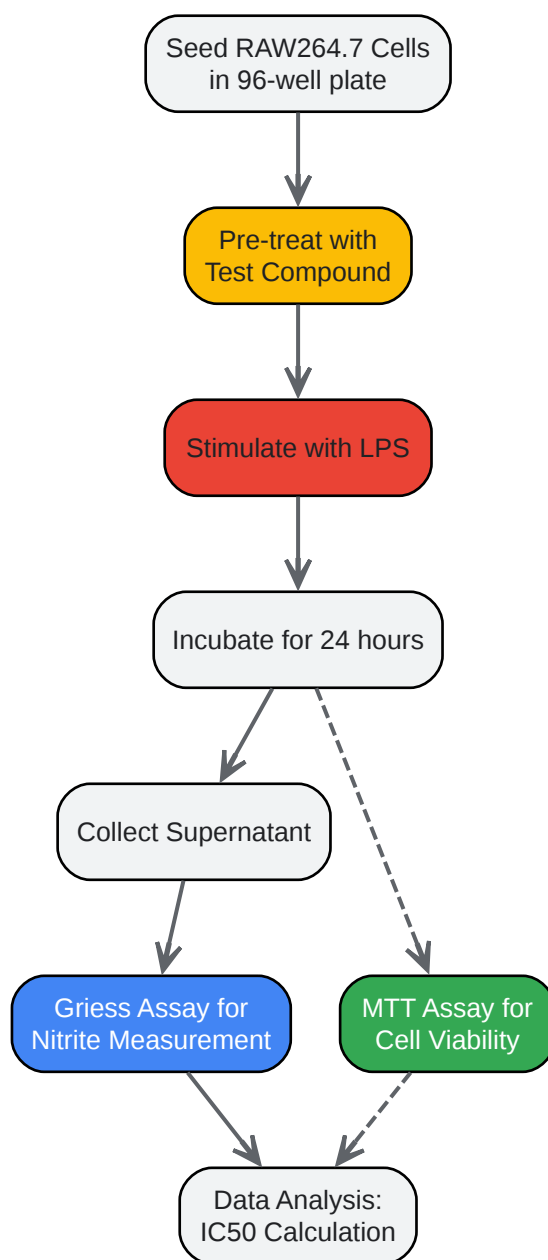 Seed RAW264.7 Cells
in 96-well plate
Pre-treat with
Test Compound
Stimulate with LPS
Incubate for 24 hours
Collect Supernatant
Griess Assay for
Nitrite Measurement
MTT Assay for
Cell Viability
Data Analysis:
IC50 Calculation